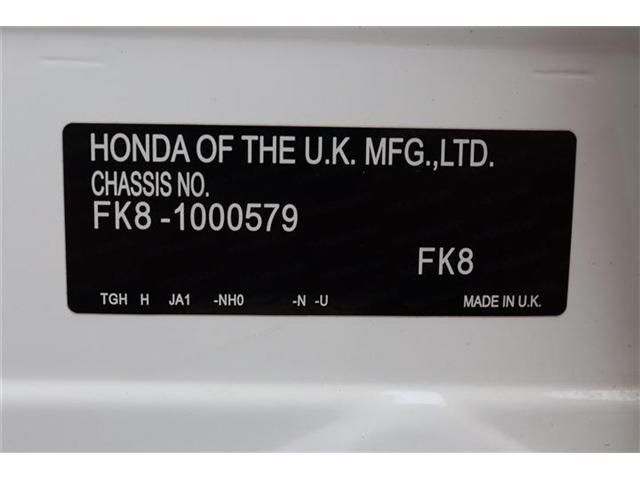 HONDA OF THE U.K. MFG.,LTD.
CHASSIS NO.
FK8-1000579
FK8
TGH H JA1 -NH0 -N -U MADE IN U.K.